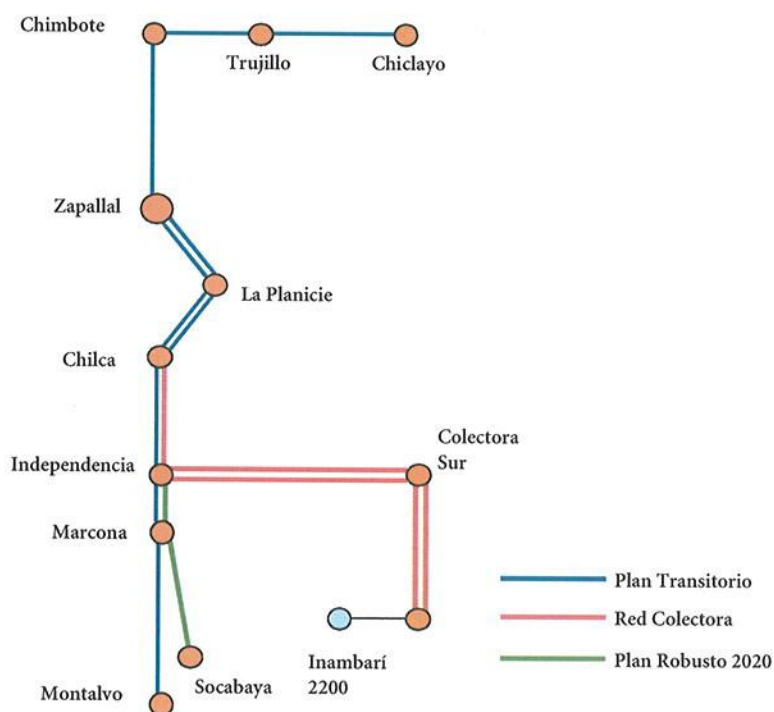 Chimbote
Trujillo
Chiclayo
Zapallal
La Planicie
Chilca
Independencia
Colectora
Sur
Marcona
Plan Transitorio
Red Colectora
Plan Robusto 2020
Inambarí
2200
Socabaya
Montalvo